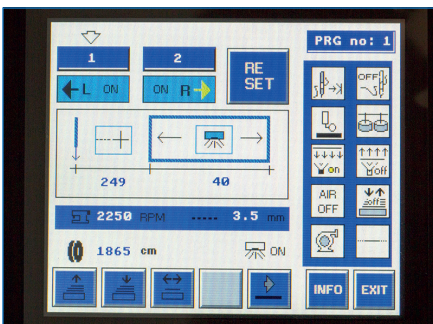 PRG no: 1
1 2
RE
SET
L ON ON R
OFF
249 40
on off
AIR
OFF
off
2250 RPM ..... 3.5 mm
1865 cm ON
INFO EXIT